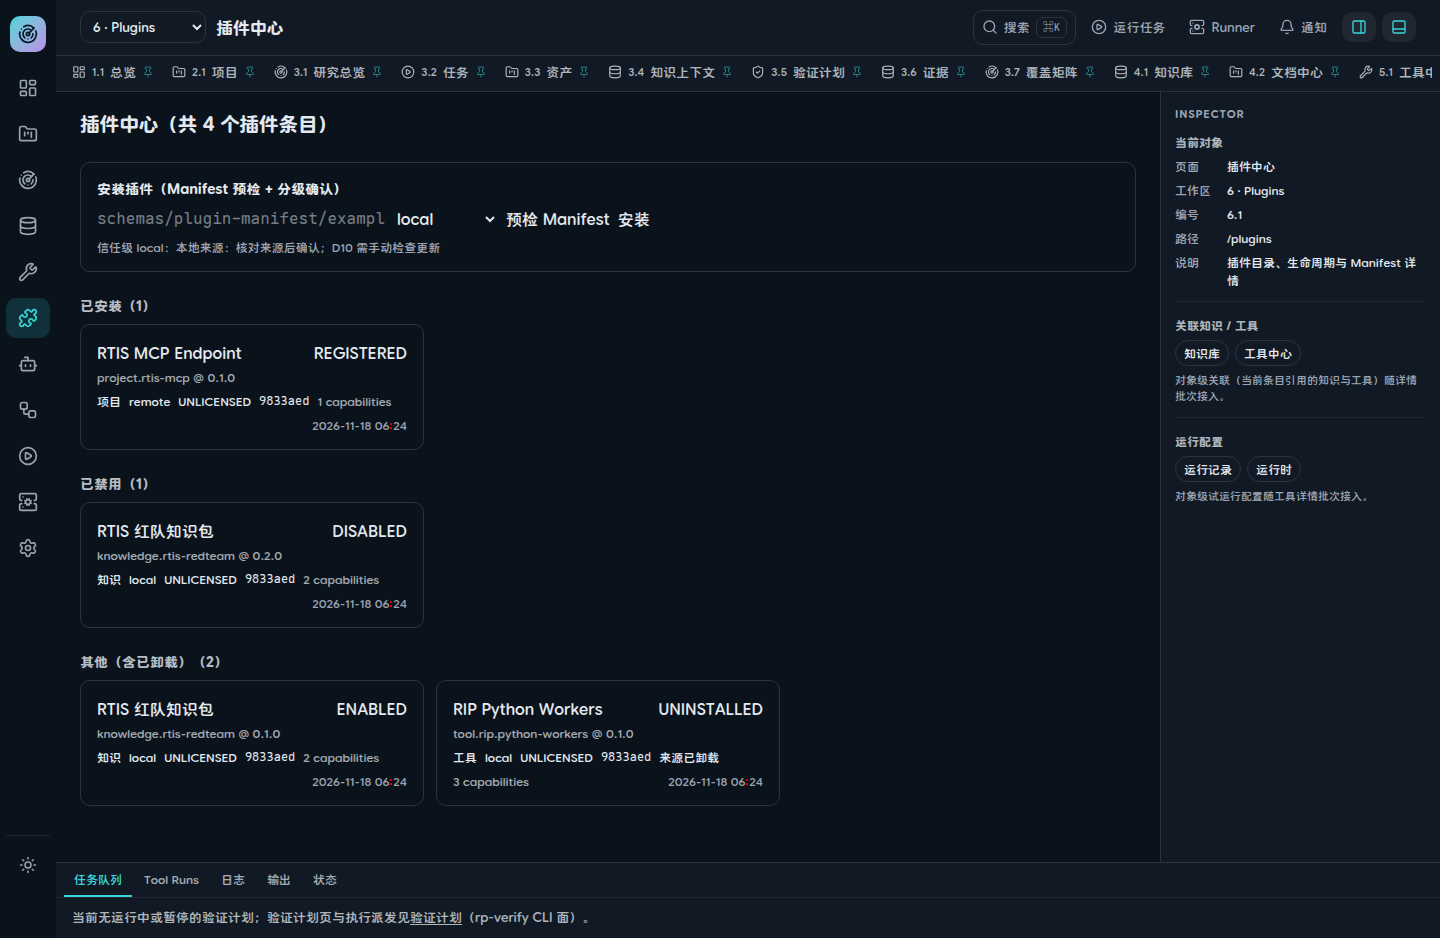 6 · Plugins
插件中心
搜索 ⌘K
运行任务
Runner
通知
1.1 总览
2.1 项目
3.1 研究总览
3.2 任务
3.3 资产
3.4 知识上下文
3.5 验证计划
3.6 证据
3.7 覆盖矩阵
4.1 知识库
4.2 文档中心
5.1 工具中
插件中心（共 4 个插件条目）
安装插件（Manifest 预检 + 分级确认）
schemas/plugin-manifest/exampl local 预检 Manifest 安装
信任级 local：本地来源：核对来源后确认；D10 需手动检查更新
已安装（1）
RTIS MCP Endpoint REGISTERED
project.rtis-mcp @ 0.1.0
项目 remote UNLICENSED 9833aed 1 capabilities
2026-11-18 06:24
已禁用（1）
RTIS 红队知识包 DISABLED
knowledge.rtis-redteam @ 0.2.0
知识 local UNLICENSED 9833aed 2 capabilities
2026-11-18 06:24
其他（含已卸载）（2）
RTIS 红队知识包 ENABLED
knowledge.rtis-redteam @ 0.1.0
知识 local UNLICENSED 9833aed 2 capabilities
2026-11-18 06:24
RIP Python Workers UNINSTALLED
tool.rip.python-workers @ 0.1.0
工具 local UNLICENSED 9833aed 来源已卸载
3 capabilities 2026-11-18 06:24
INSPECTOR
当前对象
页面 插件中心
工作区 6 · Plugins
编号 6.1
路径 /plugins
说明 插件目录、生命周期与 Manifest 详
情
关联知识 / 工具
知识库 工具中心
对象级关联（当前条目引用的知识与工具）随详情
批次接入。
运行配置
运行记录 运行时
对象级试运行配置随工具详情批次接入。
任务队列 Tool Runs 日志 输出 状态
当前无运行中或暂停的验证计划；验证计划页与执行派发见验证计划（rp-verify CLI 面）。